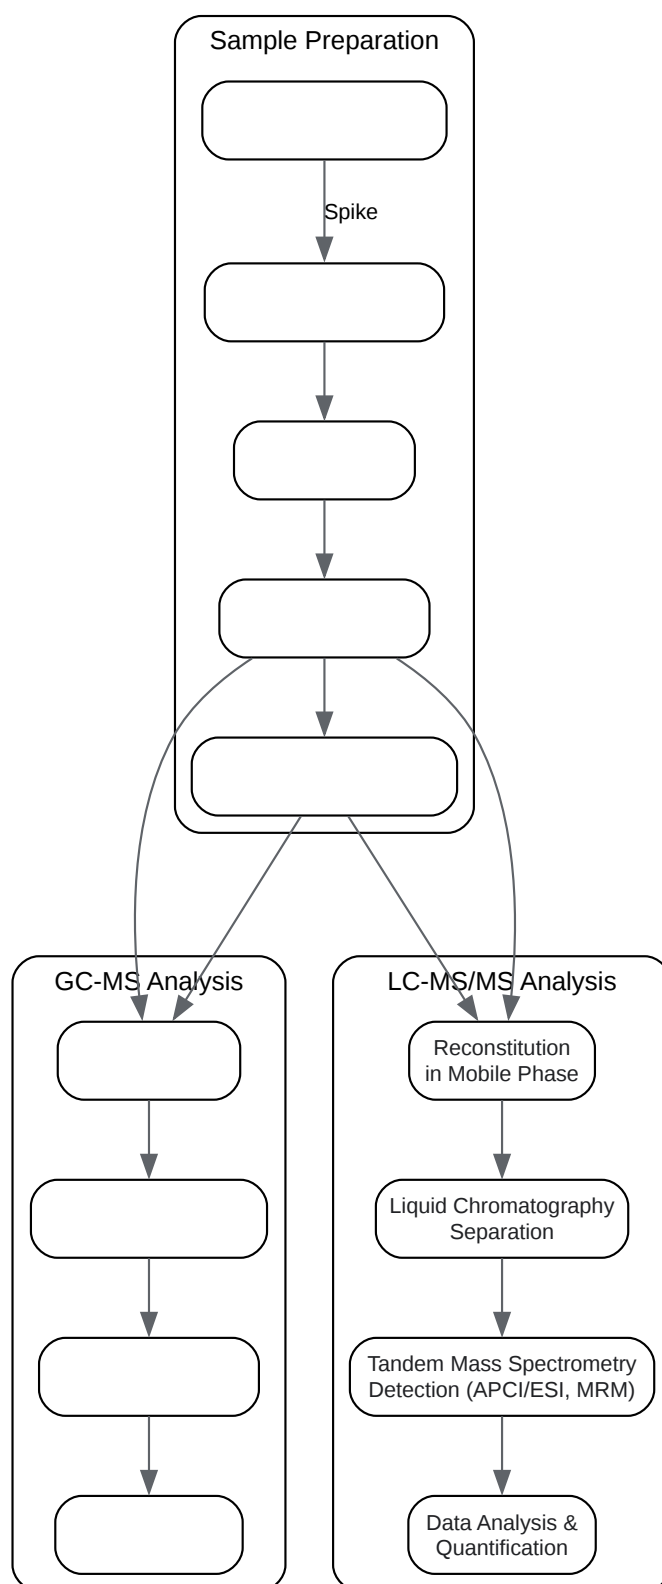 Sample Preparation
Spike
GC-MS Analysis
LC-MS/MS Analysis
Reconstitution
in Mobile Phase
Liquid Chromatography
Separation
Tandem Mass Spectrometry
Detection (APCI/ESI, MRM)
Data Analysis &
Quantification